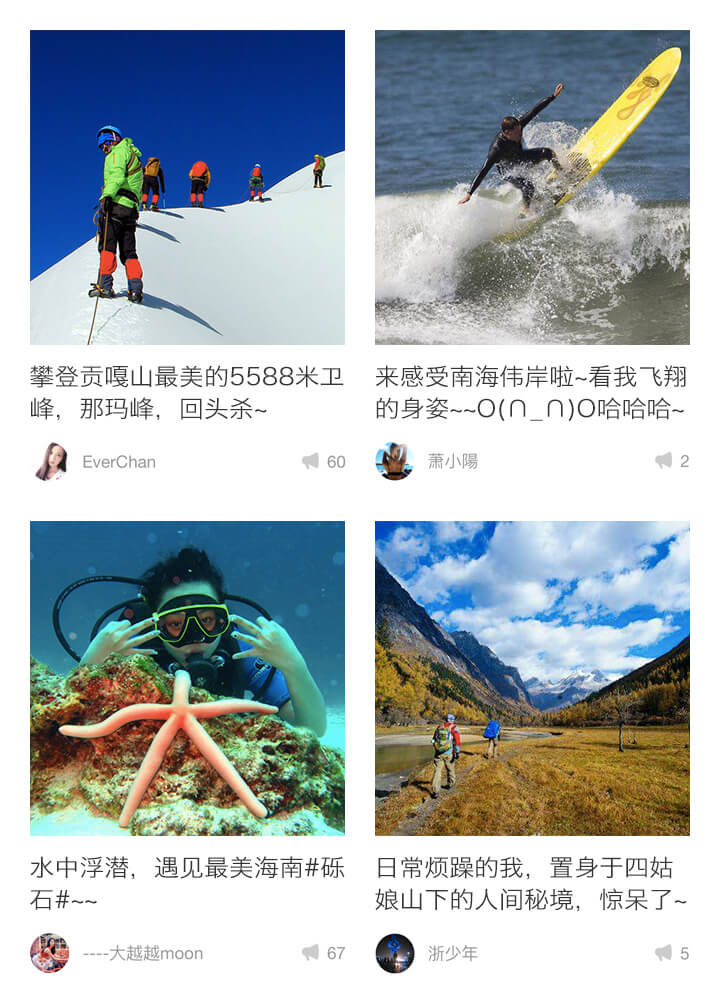 攀登贡嘎山最美的5588米卫
峰，那玛峰，回头杀~
EverChan
60
来感受南海伟岸啦~看我飞翔
的身姿~~O(∩_∩)O哈哈哈~
萧小陽
2
水中浮潜，遇见最美海南#砾
石#~~
----大越越moon
67
日常烦躁的我，置身于四姑
娘山下的人间秘境，惊呆了~
浙少年
5